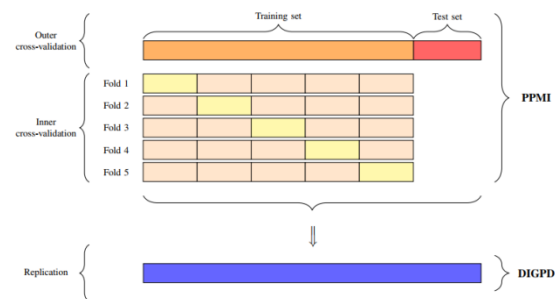 Training set
Test set
Outer
cross-validation
Fold 1
Fold 2
Inner
cross-validation
Fold 3
Fold 4
Fold 5
PPMI
Replication
DIGPD